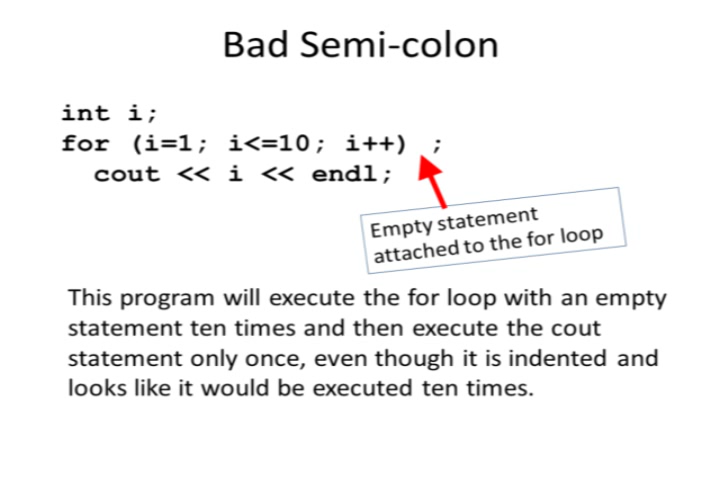 Bad Semi-colon
int i;
for (i=1; i<=10; i++) ;
cout << i << endl;
Empty statement
attached to the for loop
This program will execute the for loop with an empty
statement ten times and then execute the cout
statement only once, even though it is indented and
looks like it would be executed ten times.